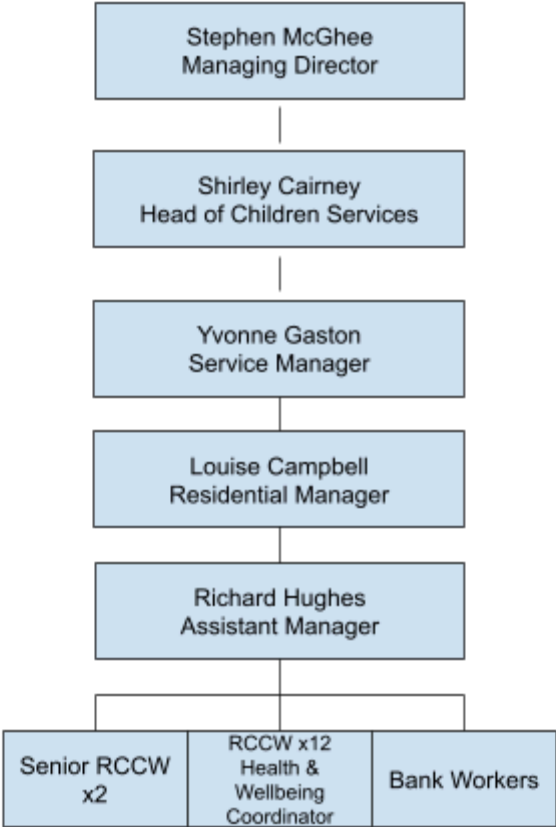 Stephen McGhee
Managing Director
Shirley Cairney
Head of Children Services
Yvonne Gaston
Service Manager
Louise Campbell
Residential Manager
Richard Hughes
Assistant Manager
Senior RCCW
x2
RCCW x12
Health &
Wellbeing
Coordinator
Bank Workers